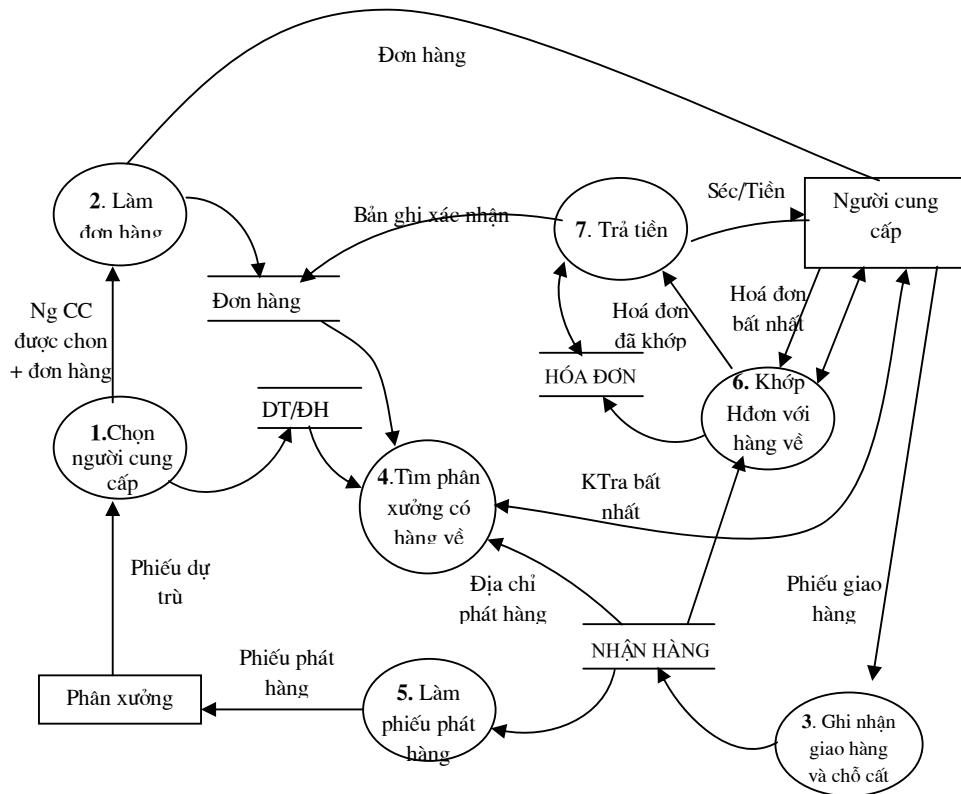 Đơn hàng
2. Làm
đơn hàng
Bản ghi xác nhận
7. Trả tiền
Séc/Tiền
Người cung
cấp
Đơn hàng
Ng CC
được chon
+ đơn hàng
Hoá đơn
đã khớp
Hoá đơn
bất nhất
HÓA ĐƠN
6. Khớp
Hđơn với
hàng về
DT/ĐH
1.Chọn
người cung
cấp
4.Tìm phân
xưởng có
hàng về
KTra bất
nhất
Phiếu dự
trù
Địa chỉ
phát hàng
Phiếu giao
hàng
NHẬN HÀNG
Phiếu phát
hàng
Phân xưởng
5. Làm
phiếu phát
hàng
3. Ghi nhận
giao hàng
và chỗ cất